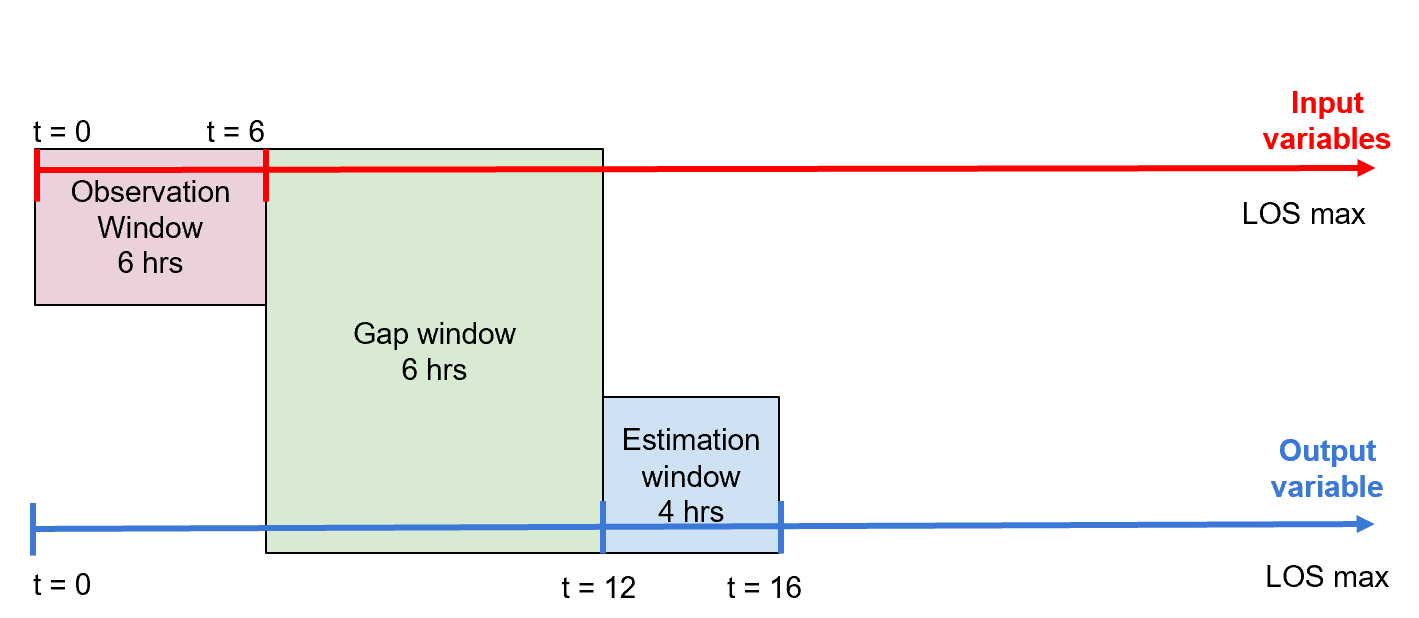 Input
variables
t = 0
t = 6
Observation
Window
6 hrs
LOS max
Gap window
6 hrs
Estimation
window
4 hrs
Output
variable
t = 0
t = 12
t = 16
LOS max